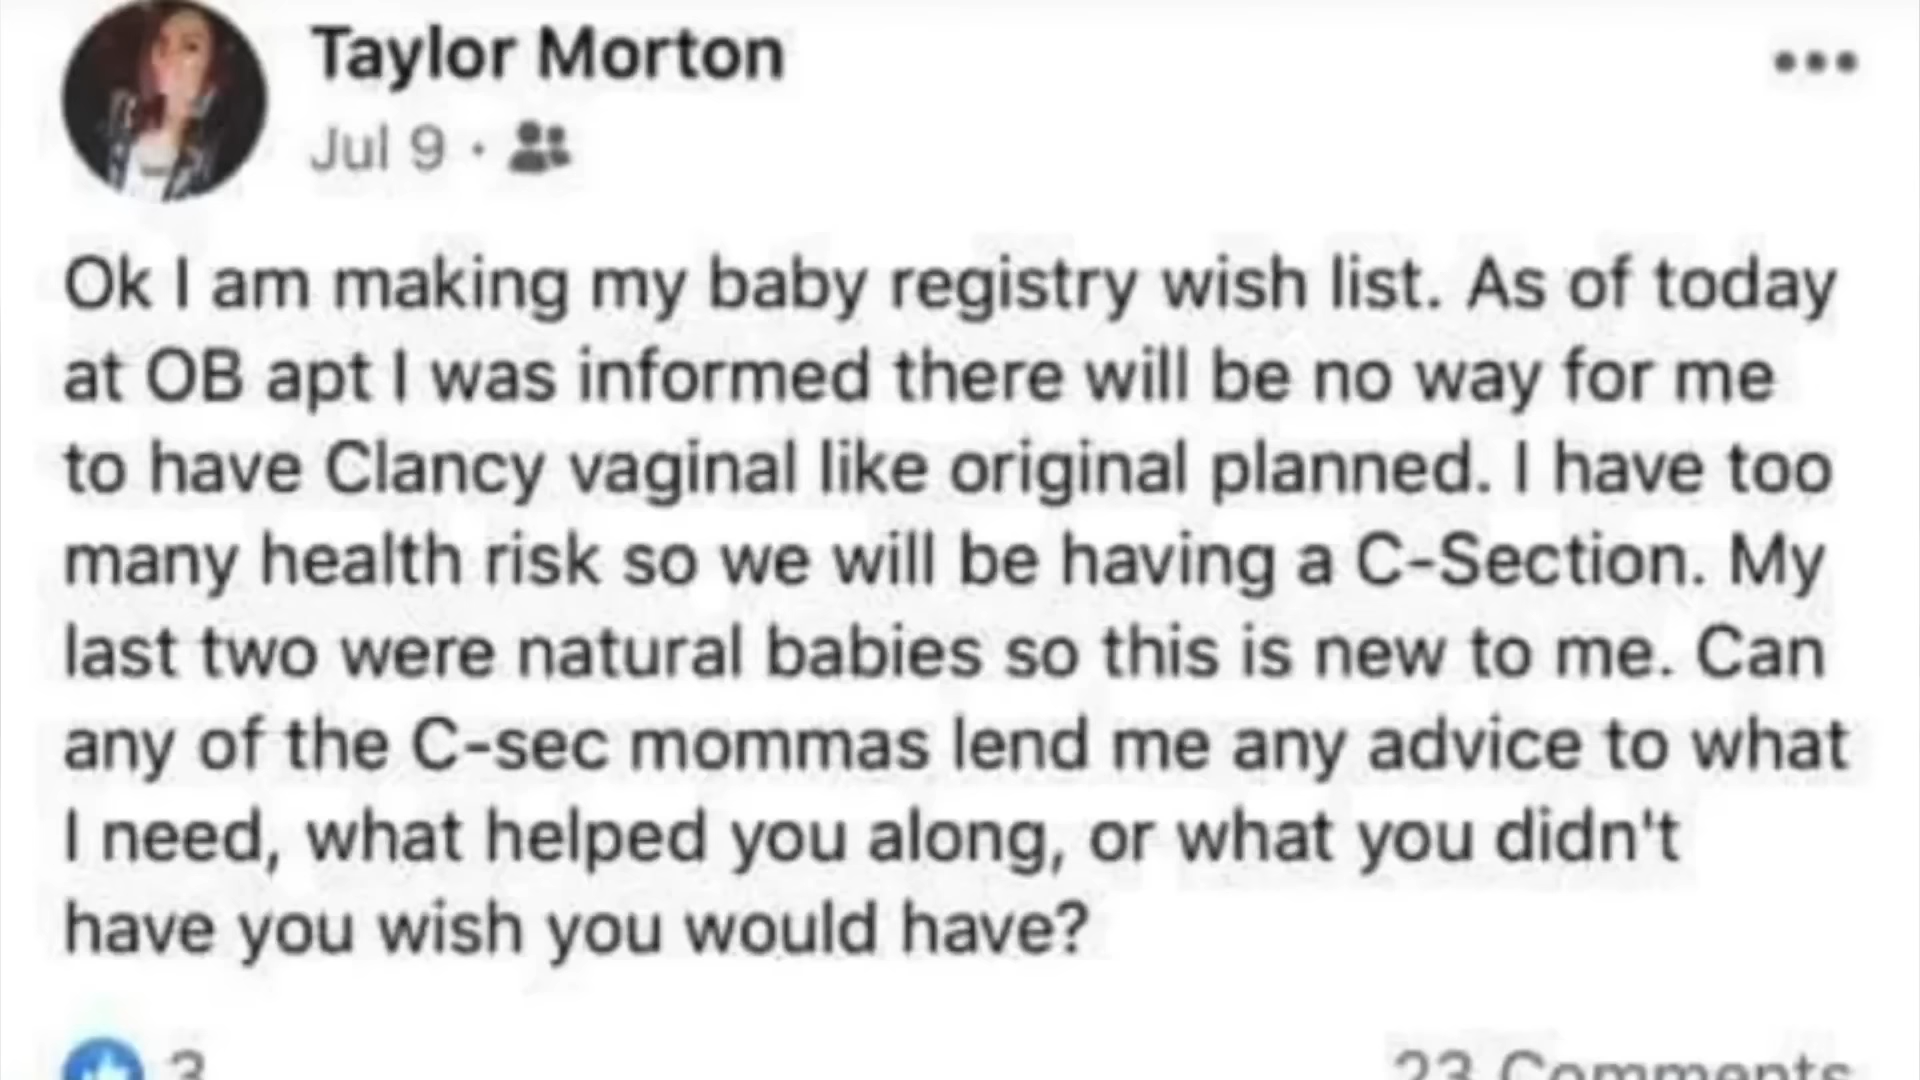 Taylor Morton
Jul 9 ·
Ok I am making my baby registry wish list. As of today
at OB apt I was informed there will be no way for me
to have Clancy vaginal like original planned. I have too
many health risk so we will be having a C-Section. My
last two were natural babies so this is new to me. Can
any of the C-sec mommas lend me any advice to what
I need, what helped you along, or what you didn't
have you wish you would have?
3 23 Comments